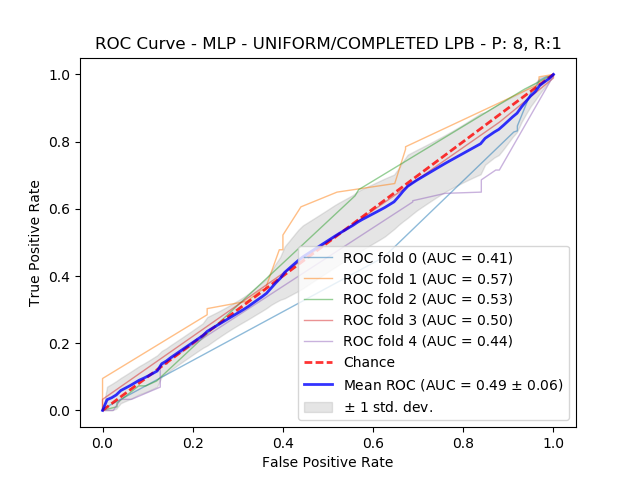 ROC Curve - MLP - UNIFORM/COMPLETED LPB - P: 8, R:1
True Positive Rate
1.0
0.8
0.6
0.4
0.2
0.0
ROC fold 0 (AUC = 0.41)
ROC fold 1 (AUC = 0.57)
ROC fold 2 (AUC = 0.53)
ROC fold 3 (AUC = 0.50)
ROC fold 4 (AUC = 0.44)
Chance
Mean ROC (AUC = 0.49 ± 0.06)
± 1 std. dev.
0.0 0.2 0.4 0.6 0.8 1.0
False Positive Rate